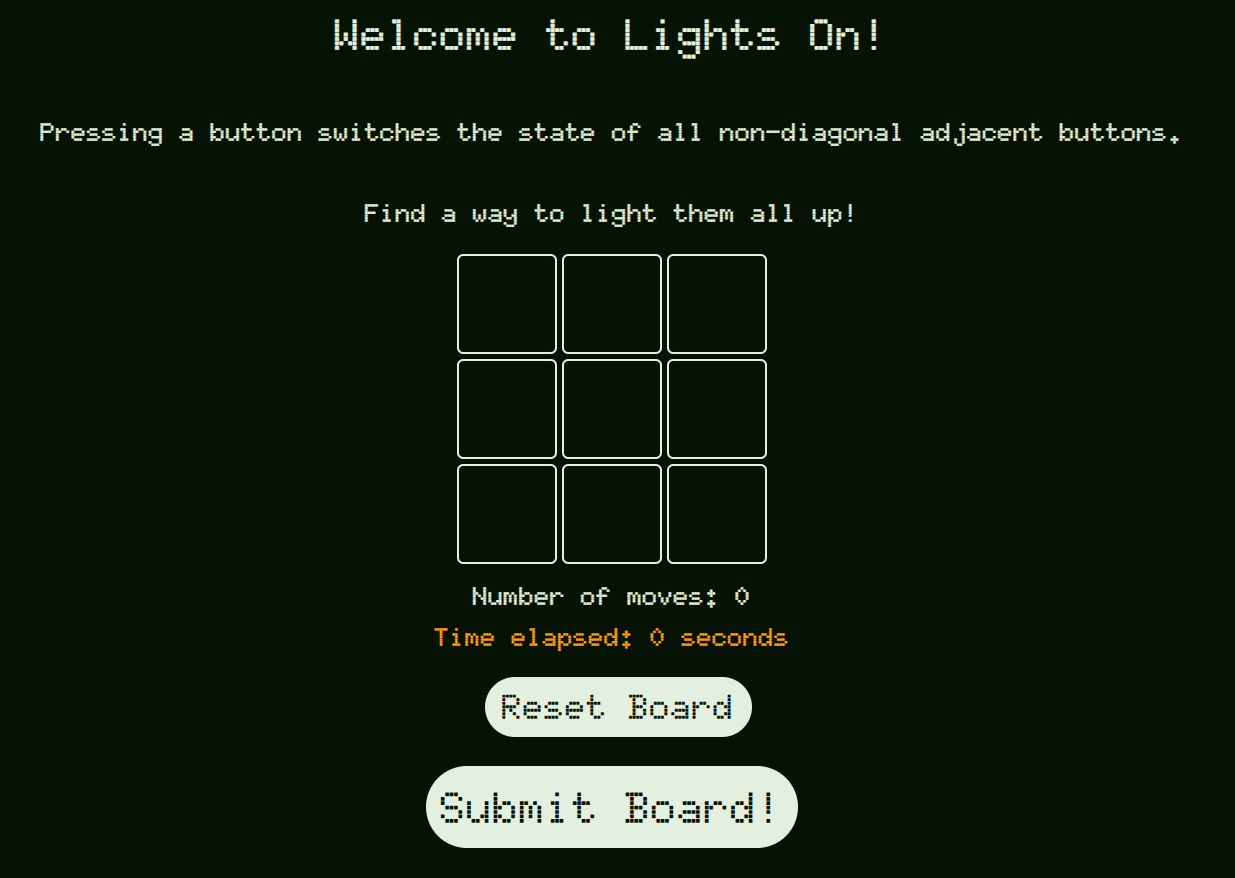 Welcome to Lights On!
Pressing a button switches the state of all non-diagonal adjacent buttons.
Find a way to light them all up!
Number of moves: 0
Time elapsed: 0 seconds
Reset Board
Submit Board!